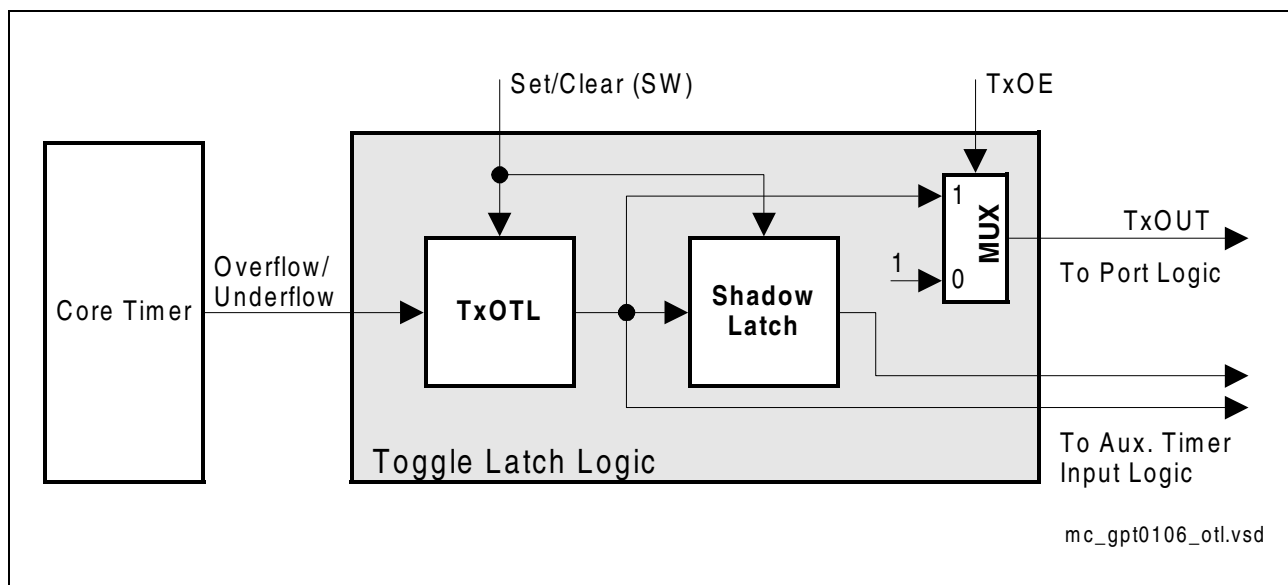 Set/Clear (SW)
TxOE
Core Timer
Overflow/
Underflow
TxOTL
Shadow
Latch
1
MUX
1
0
TxOUT
To Port Logic
To Aux. Timer
Input Logic
Toggle Latch Logic
mc_gpt0106_otl.vsd